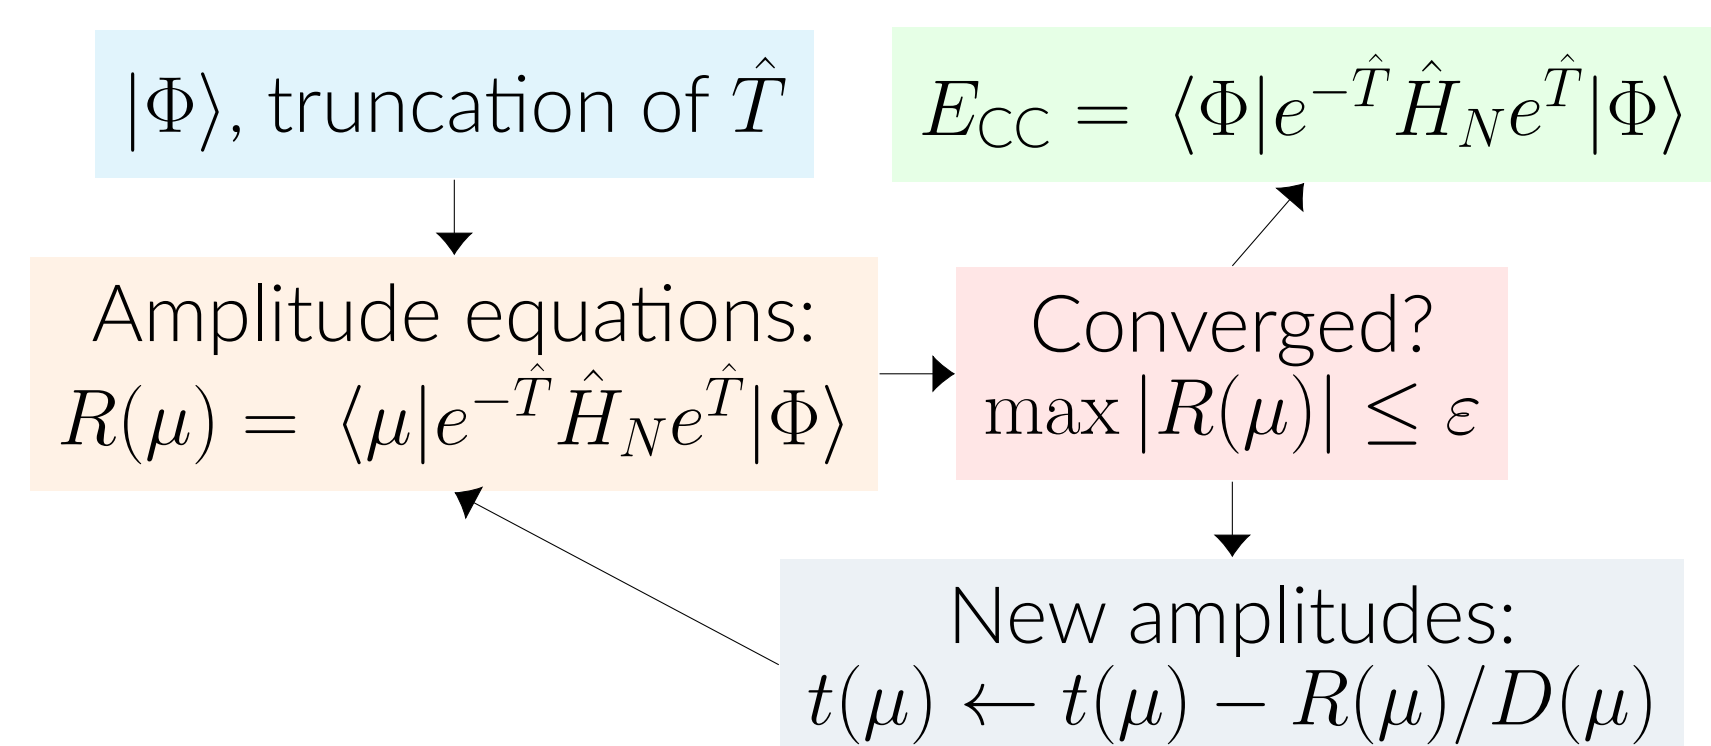 |Φ⟩, truncation of T̂
E_CC = ⟨Φ|e^{−T̂} Ĥ_N e^{T̂}|Φ⟩
Amplitude equations:
R(μ) = ⟨μ|e^{−T̂} Ĥ_N e^{T̂}|Φ⟩
Converged?
max |R(μ)| ≤ ε
New amplitudes:
t(μ) ← t(μ) − R(μ)/D(μ)